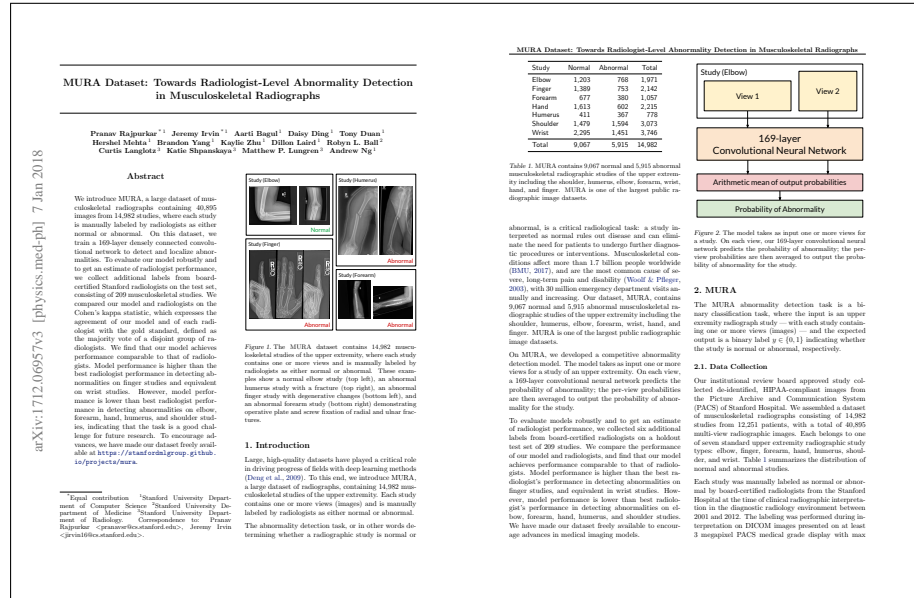 arXiv:1712.06957v3 [physics.med-ph] 7 Jan 2018
MURA Dataset: Towards Radiologist-Level Abnormality Detection
in Musculoskeletal Radiographs
Pranav Rajpurkar * 1 Jeremy Irvin * 1 Aarti Bagul 1 Daisy Ding 1 Tony Duan 1
Hershel Mehta 1 Brandon Yang 1 Kaylie Zhu 1 Dillon Laird 1 Robyn L. Ball 2
Curtis Langlotz 3 Katie Shpanskaya 3 Matthew P. Lungren 3 Andrew Ng 1
Abstract
We introduce MURA, a large dataset of mus-
culoskeletal radiographs containing 40,895
images from 14,982 studies, where each study
is manually labeled by radiologists as either
normal or abnormal. On this dataset, we
train a 169-layer densely connected convolu-
tional network to detect and localize abnor-
malities. To evaluate our model robustly and
to get an estimate of radiologist performance,
we collect additional labels from board-
certified Stanford radiologists on the test set,
consisting of 209 musculoskeletal studies. We
compared our model and radiologists on the
Cohen's kappa statistic, which expresses the
agreement of our model and of each radi-
ologist with the gold standard, defined as
the majority vote of a disjoint group of ra-
diologists. We find that our model achieves
performance comparable to that of radiolo-
gists. Model performance is higher than the
best radiologist performance in detecting ab-
normalities on finger studies and equivalent
on wrist studies. However, model perfor-
mance is lower than best radiologist perfor-
mance in detecting abnormalities on elbow,
forearm, hand, humerus, and shoulder stud-
ies, indicating that the task is a good chal-
lenge for future research. To encourage ad-
vances, we have made our dataset freely avail-
able at https://stanfordmlgroup.github.
io/projects/mura.
*Equal contribution 1Stanford University Depart-
ment of Computer Science 2Stanford University De-
partment of Medicine 3Stanford University Depart-
ment of Radiology. Correspondence to: Pranav
Rajpurkar <pranavsr@cs.stanford.edu>, Jeremy Irvin
<jirvin16@cs.stanford.edu>.
Study (Elbow)
Normal
Study (Humerus)
Abnormal
Study (Finger)
Abnormal
Study (Forearm)
Abnormal
Figure 1. The MURA dataset contains 14,982 muscu-
loskeletal studies of the upper extremity, where each study
contains one or more views and is manually labeled by
radiologists as either normal or abnormal. These exam-
ples show a normal elbow study (top left), an abnormal
humerus study with a fracture (top right), an abnormal
finger study with degenerative changes (bottom left), and
an abnormal forearm study (bottom right) demonstrating
operative plate and screw fixation of radial and ulnar frac-
tures.
1. Introduction
Large, high-quality datasets have played a critical role
in driving progress of fields with deep learning methods
(Deng et al., 2009). To this end, we introduce MURA,
a large dataset of radiographs, containing 14,982 mus-
culoskeletal studies of the upper extremity. Each study
contains one or more views (images) and is manually
labeled by radiologists as either normal or abnormal.
The abnormality detection task, or in other words de-
termining whether a radiographic study is normal or
MURA Dataset: Towards Radiologist-Level Abnormality Detection in Musculoskeletal Radiographs
Study Normal Abnormal Total
Elbow 1,203 768 1,971
Finger 1,389 753 2,142
Forearm 677 380 1,057
Hand 1,613 602 2,215
Humerus 411 367 778
Shoulder 1,479 1,594 3,073
Wrist 2,295 1,451 3,746
Total 9,067 5,915 14,982
Table 1. MURA contains 9,067 normal and 5,915 abnormal
musculoskeletal radiographic studies of the upper extrem-
ity including the shoulder, humerus, elbow, forearm, wrist,
hand, and finger. MURA is one of the largest public ra-
diographic image datasets.
abnormal, is a critical radiological task: a study in-
terpreted as normal rules out disease and can elimi-
nate the need for patients to undergo further diagnos-
tic procedures or interventions. Musculoskeletal con-
ditions affect more than 1.7 billion people worldwide
(BMU, 2017), and are the most common cause of se-
vere, long-term pain and disability (Woolf & Pfleger,
2003), with 30 million emergency department visits an-
nually and increasing. Our dataset, MURA, contains
9,067 normal and 5,915 abnormal musculoskeletal ra-
diographic studies of the upper extremity including the
shoulder, humerus, elbow, forearm, wrist, hand, and
finger. MURA is one of the largest public radiographic
image datasets.
On MURA, we developed a competitive abnormality
detection model. The model takes as input one or more
views for a study of an upper extremity. On each view,
a 169-layer convolutional neural network predicts the
probability of abnormality; the per-view probabilities
are then averaged to output the probability of abnor-
mality for the study.
To evaluate models robustly and to get an estimate
of radiologist performance, we collected six additional
labels from board-certified radiologists on a holdout
test set of 209 studies. We compare the performance
of our model and radiologists, and find that our model
achieves performance comparable to that of radiolo-
gists. Model performance is higher than the best ra-
diologist's performance in detecting abnormalities on
finger studies, and equivalent in wrist studies. How-
ever, model performance is lower than best radiolo-
gist's performance in detecting abnormalities on el-
bow, forearm, hand, humerus, and shoulder studies.
We have made our dataset freely available to encour-
age advances in medical imaging models.
Study (Elbow)
View 1
View 2
169-layer
Convolutional Neural Network
Arithmetic mean of output probabilities
Probability of Abnormality
Figure 2. The model takes as input one or more views for
a study. On each view, our 169-layer convolutional neural
network predicts the probability of abnormality; the per-
view probabilities are then averaged to output the proba-
bility of abnormality for the study.
2. MURA
The MURA abnormality detection task is a bi-
nary classification task, where the input is an upper
exremity radiograph study — with each study contain-
ing one or more views (images) — and the expected
output is a binary label y ∈ {0, 1} indicating whether
the study is normal or abnormal, respectively.
2.1. Data Collection
Our institutional review board approved study col-
lected de-identified, HIPAA-compliant images from
the Picture Archive and Communication System
(PACS) of Stanford Hospital. We assembled a dataset
of musculoskeletal radiographs consisting of 14,982
studies from 12,251 patients, with a total of 40,895
multi-view radiographic images. Each belongs to one
of seven standard upper extremity radiographic study
types: elbow, finger, forearm, hand, humerus, shoul-
der, and wrist. Table 1 summarizes the distribution of
normal and abnormal studies.
Each study was manually labeled as normal or abnor-
mal by board-certified radiologists from the Stanford
Hospital at the time of clinical radiographic interpreta-
tion in the diagnostic radiology environment between
2001 and 2012. The labeling was performed during in-
terpretation on DICOM images presented on at least
3 megapixel PACS medical grade display with max